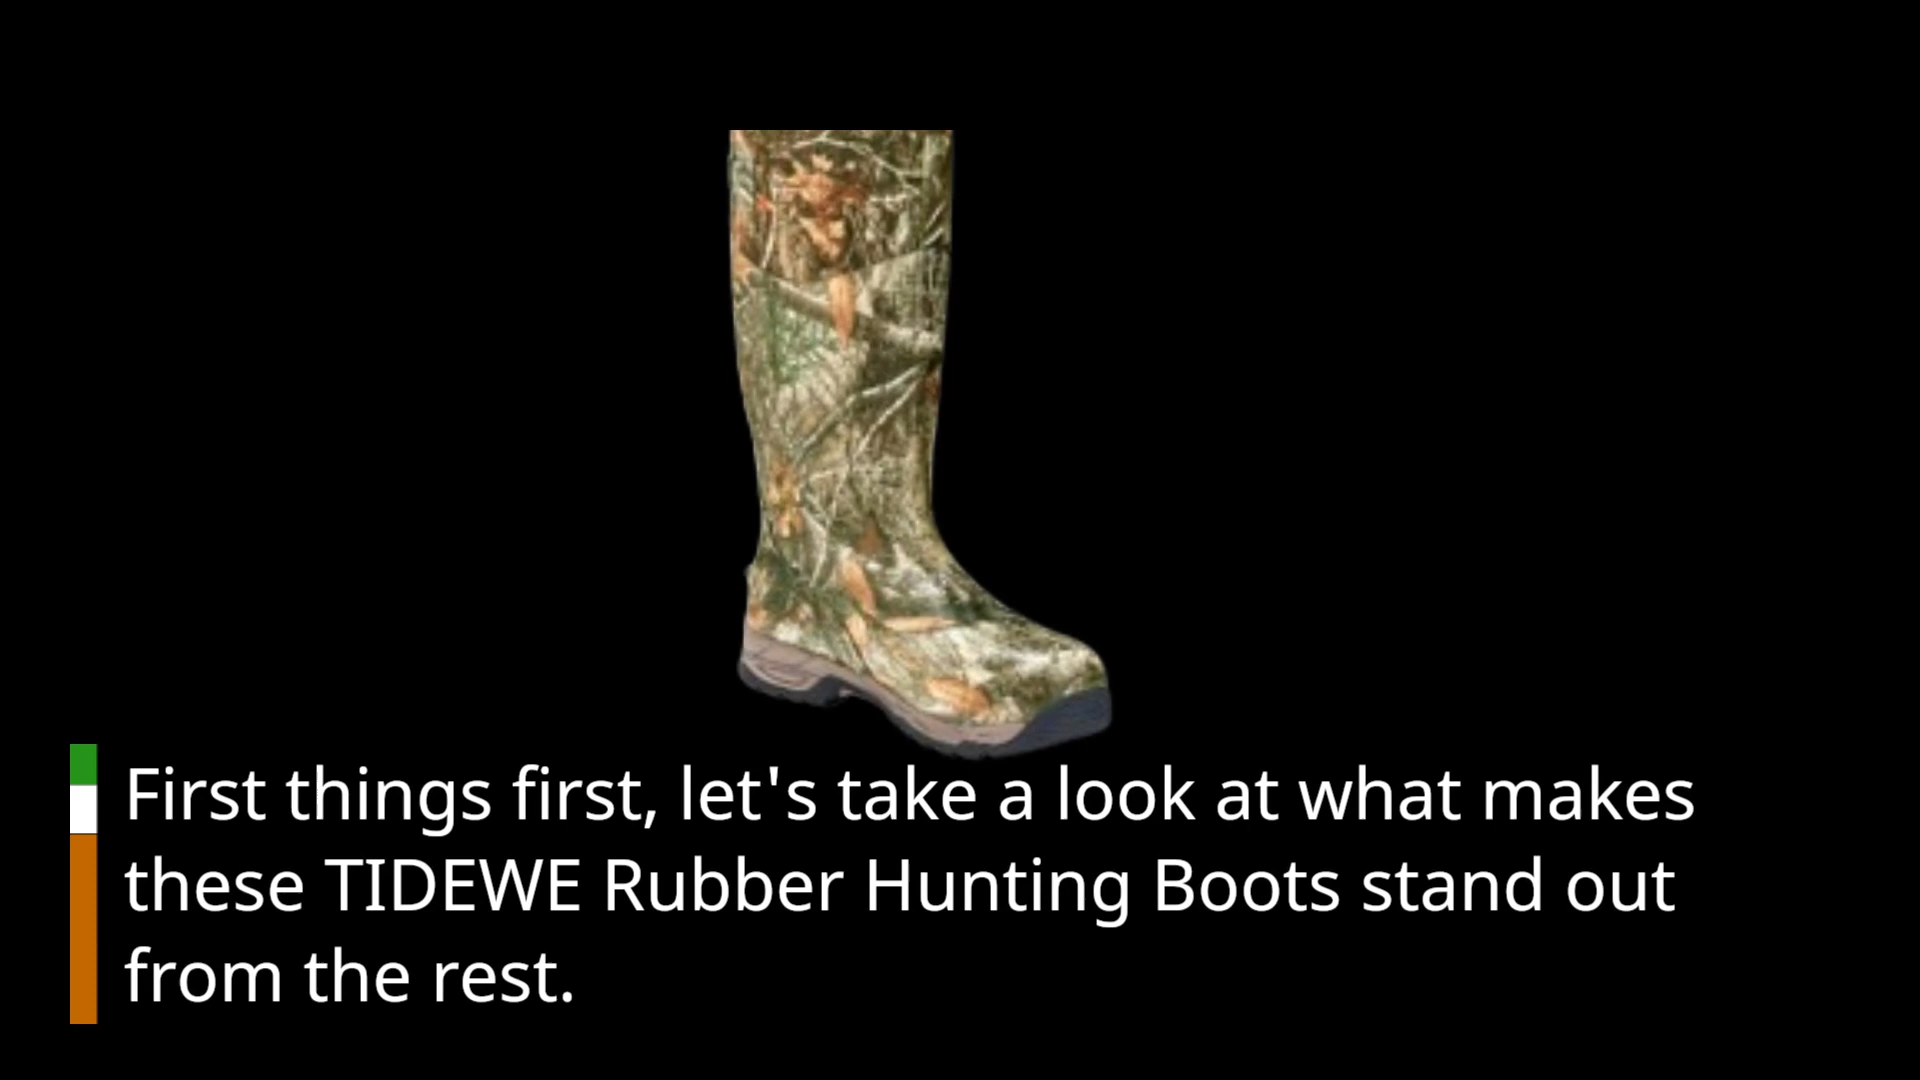 First things first, let's take a look at what makes
these TIDEWE Rubber Hunting Boots stand out
from the rest.